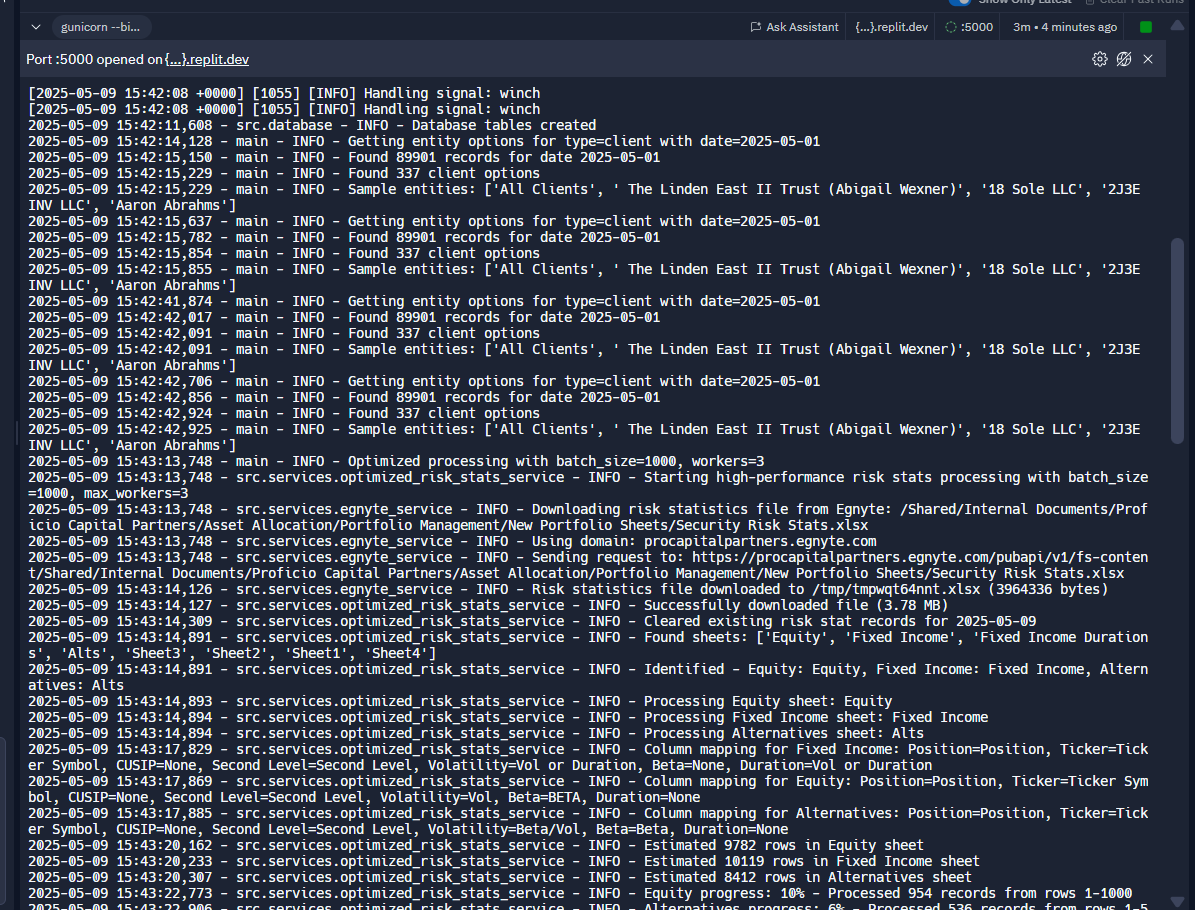 Show Only Latest Clear Past Runs
gunicorn --bi... Ask Assistant {...}.replit.dev :5000 3m • 4 minutes ago
Port :5000 opened on {...}.replit.dev
[2025-05-09 15:42:08 +0000] [1055] [INFO] Handling signal: winch
[2025-05-09 15:42:08 +0000] [1055] [INFO] Handling signal: winch
2025-05-09 15:42:11,608 - src.database - INFO - Database tables created
2025-05-09 15:42:14,128 - main - INFO - Getting entity options for type=client with date=2025-05-01
2025-05-09 15:42:15,150 - main - INFO - Found 89901 records for date 2025-05-01
2025-05-09 15:42:15,229 - main - INFO - Found 337 client options
2025-05-09 15:42:15,229 - main - INFO - Sample entities: ['All Clients', ' The Linden East II Trust (Abigail Wexner)', '18 Sole LLC', '2J3E
INV LLC', 'Aaron Abrahms']
2025-05-09 15:42:15,637 - main - INFO - Getting entity options for type=client with date=2025-05-01
2025-05-09 15:42:15,782 - main - INFO - Found 89901 records for date 2025-05-01
2025-05-09 15:42:15,854 - main - INFO - Found 337 client options
2025-05-09 15:42:15,855 - main - INFO - Sample entities: ['All Clients', ' The Linden East II Trust (Abigail Wexner)', '18 Sole LLC', '2J3E
INV LLC', 'Aaron Abrahms']
2025-05-09 15:42:41,874 - main - INFO - Getting entity options for type=client with date=2025-05-01
2025-05-09 15:42:42,017 - main - INFO - Found 89901 records for date 2025-05-01
2025-05-09 15:42:42,091 - main - INFO - Found 337 client options
2025-05-09 15:42:42,091 - main - INFO - Sample entities: ['All Clients', ' The Linden East II Trust (Abigail Wexner)', '18 Sole LLC', '2J3E
INV LLC', 'Aaron Abrahms']
2025-05-09 15:42:42,706 - main - INFO - Getting entity options for type=client with date=2025-05-01
2025-05-09 15:42:42,856 - main - INFO - Found 89901 records for date 2025-05-01
2025-05-09 15:42:42,924 - main - INFO - Found 337 client options
2025-05-09 15:42:42,925 - main - INFO - Sample entities: ['All Clients', ' The Linden East II Trust (Abigail Wexner)', '18 Sole LLC', '2J3E
INV LLC', 'Aaron Abrahms']
2025-05-09 15:43:13,748 - main - INFO - Optimized processing with batch_size=1000, workers=3
2025-05-09 15:43:13,748 - src.services.optimized_risk_stats_service - INFO - Starting high-performance risk stats processing with batch_size
=1000, max_workers=3
2025-05-09 15:43:13,748 - src.services.egnyte_service - INFO - Downloading risk statistics file from Egnyte: /Shared/Internal Documents/Prof
icio Capital Partners/Asset Allocation/Portfolio Management/New Portfolio Sheets/Security Risk Stats.xlsx
2025-05-09 15:43:13,748 - src.services.egnyte_service - INFO - Using domain: procapitalpartners.egnyte.com
2025-05-09 15:43:13,748 - src.services.egnyte_service - INFO - Sending request to: https://procapitalpartners.egnyte.com/pubapi/v1/fs-conten
t/Shared/Internal Documents/Proficio Capital Partners/Asset Allocation/Portfolio Management/New Portfolio Sheets/Security Risk Stats.xlsx
2025-05-09 15:43:14,126 - src.services.egnyte_service - INFO - Risk statistics file downloaded to /tmp/tmpwqt64nnt.xlsx (3964336 bytes)
2025-05-09 15:43:14,127 - src.services.optimized_risk_stats_service - INFO - Successfully downloaded file (3.78 MB)
2025-05-09 15:43:14,309 - src.services.optimized_risk_stats_service - INFO - Cleared existing risk stat records for 2025-05-09
2025-05-09 15:43:14,891 - src.services.optimized_risk_stats_service - INFO - Found sheets: ['Equity', 'Fixed Income', 'Fixed Income Duration
s', 'Alts', 'Sheet3', 'Sheet2', 'Sheet1', 'Sheet4']
2025-05-09 15:43:14,891 - src.services.optimized_risk_stats_service - INFO - Identified - Equity: Equity, Fixed Income: Fixed Income, Altern
atives: Alts
2025-05-09 15:43:14,893 - src.services.optimized_risk_stats_service - INFO - Processing Equity sheet: Equity
2025-05-09 15:43:14,894 - src.services.optimized_risk_stats_service - INFO - Processing Fixed Income sheet: Fixed Income
2025-05-09 15:43:14,894 - src.services.optimized_risk_stats_service - INFO - Processing Alternatives sheet: Alts
2025-05-09 15:43:17,829 - src.services.optimized_risk_stats_service - INFO - Column mapping for Fixed Income: Position=Position, Ticker=Tick
er Symbol, CUSIP=None, Second Level=Second Level, Volatility=Vol or Duration, Beta=None, Duration=Vol or Duration
2025-05-09 15:43:17,869 - src.services.optimized_risk_stats_service - INFO - Column mapping for Equity: Position=Position, Ticker=Ticker Sym
bol, CUSIP=None, Second Level=Second Level, Volatility=Vol, Beta=BETA, Duration=None
2025-05-09 15:43:17,885 - src.services.optimized_risk_stats_service - INFO - Column mapping for Alternatives: Position=Position, Ticker=Tick
er Symbol, CUSIP=None, Second Level=Second Level, Volatility=Beta/Vol, Beta=Beta, Duration=None
2025-05-09 15:43:20,162 - src.services.optimized_risk_stats_service - INFO - Estimated 9782 rows in Equity sheet
2025-05-09 15:43:20,233 - src.services.optimized_risk_stats_service - INFO - Estimated 10119 rows in Fixed Income sheet
2025-05-09 15:43:20,307 - src.services.optimized_risk_stats_service - INFO - Estimated 8412 rows in Alternatives sheet
2025-05-09 15:43:22,773 - src.services.optimized_risk_stats_service - INFO - Equity progress: 10% - Processed 954 records from rows 1-1000
2025-05-09 15:43:22,906 - src.services.optimized_risk_stats_service - INFO - Alternatives progress: 6% - Processed 536 records from rows 1-5